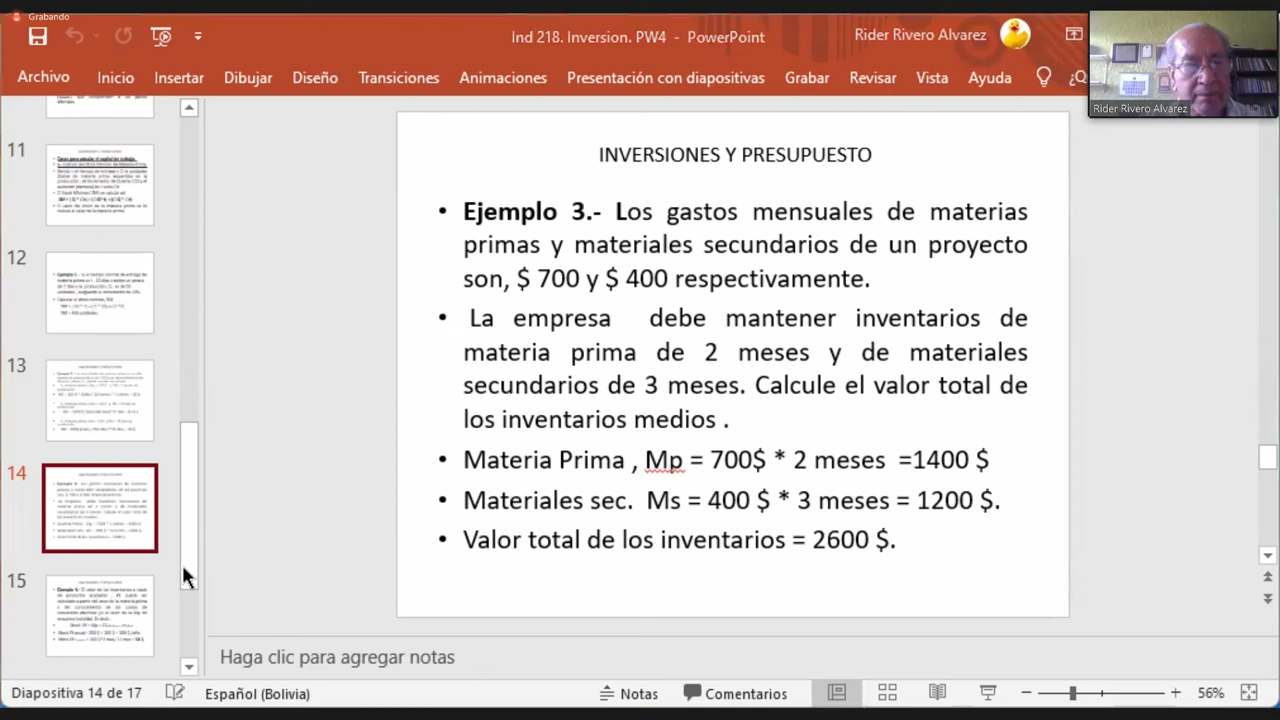 Grabando
Ind 218. Inversion. PW4 - PowerPoint
Rider Rivero Alvarez
Archivo Inicio Insertar Dibujar Diseño Transiciones Animaciones Presentación con diapositivas Grabar Revisar Vista Ayuda ¿Q
Rider Rivero Alvarez
11
12
13
14
15
INVERSIONES Y PRESUPUESTO
• Ejemplo 3.- Los gastos mensuales de materias
primas y materiales secundarios de un proyecto
son, $ 700 y $ 400 respectivamente.
• La empresa debe mantener inventarios de
materia prima de 2 meses y de materiales
secundarios de 3 meses. Calcule el valor total de
los inventarios medios .
• Materia Prima , Mp = 700$ * 2 meses =1400 $
• Materiales sec. Ms = 400 $ * 3 meses = 1200 $.
• Valor total de los inventarios = 2600 $.
Haga clic para agregar notas
Diapositiva 14 de 17 Español (Bolivia) Notas Comentarios 56%